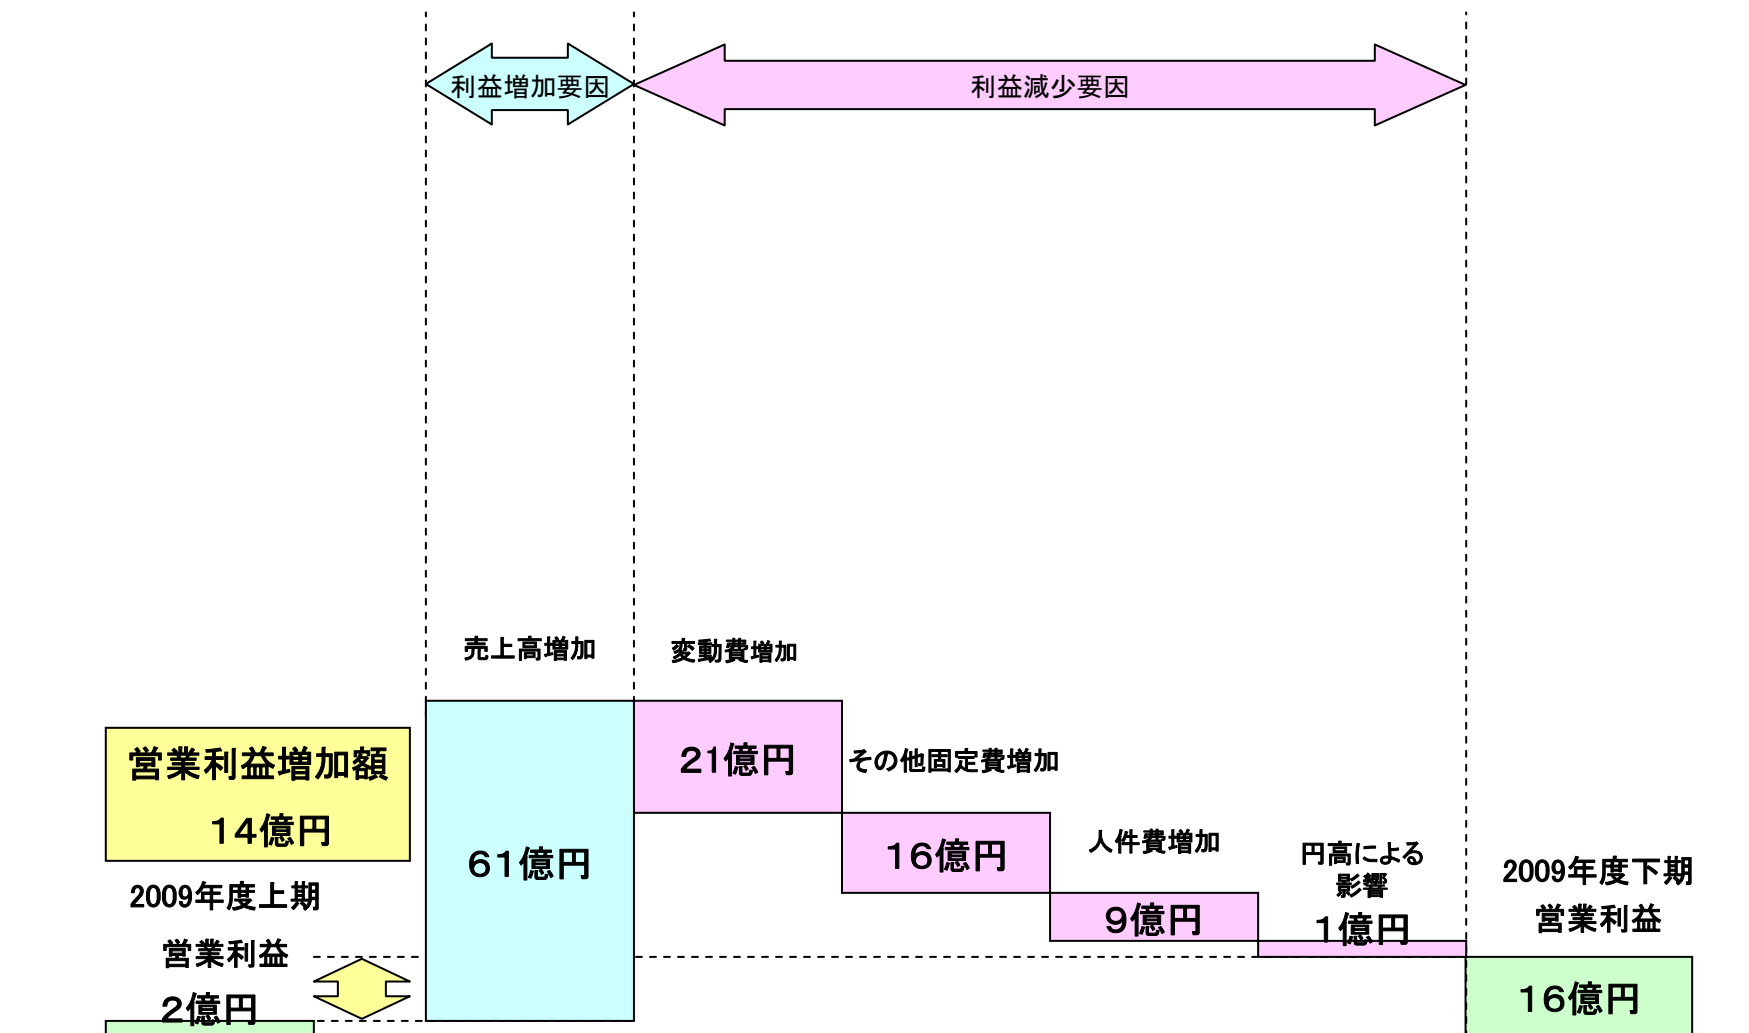 利益増加要因
利益減少要因
売上高増加
変動費増加
営業利益増加額
14億円
21億円
その他固定費増加
61億円
16億円
人件費増加
円高による
影響
2009年度上期
営業利益
2億円
9億円
1億円
2009年度下期
営業利益
16億円